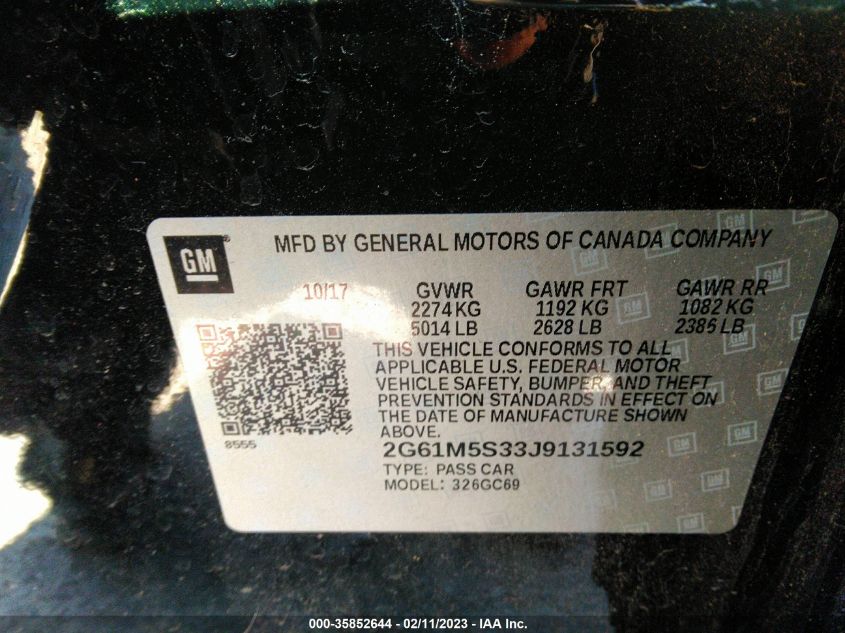 GM
MFD BY GENERAL MOTORS OF CANADA COMPANY
10/17 GVWR GAWR FRT GAWR RR
2274 KG 1192 KG 1082 KG
5014 LB 2628 LB 2385 LB
THIS VEHICLE CONFORMS TO ALL
APPLICABLE U.S. FEDERAL MOTOR
VEHICLE SAFETY, BUMPER, AND THEFT
PREVENTION STANDARDS IN EFFECT ON
THE DATE OF MANUFACTURE SHOWN
ABOVE.
8555
2G61M5S33J9131592
TYPE: PASS CAR
MODEL: 326GC69
000-35852644 - 02/11/2023 - IAA Inc.